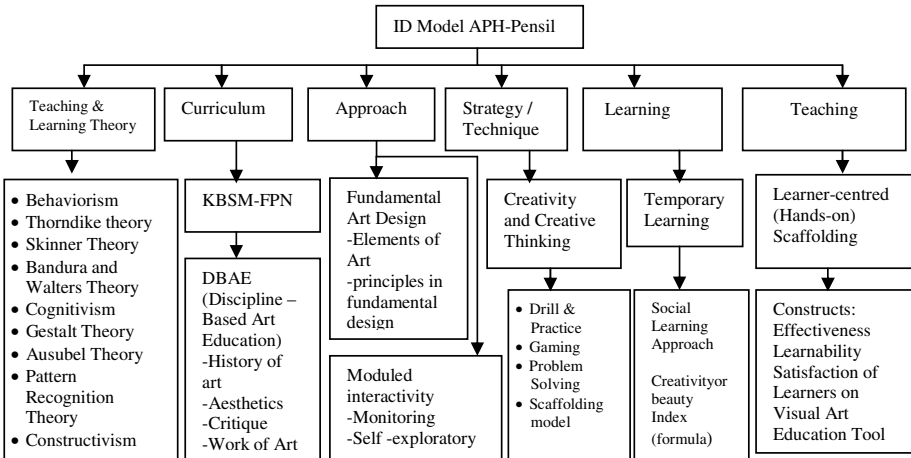 ID Model APH-Pensil
Teaching &
Learning Theory
Curriculum
Approach
Strategy /
Technique
Learning
Teaching
• Behaviorism
• Thorndike theory
• Skinner Theory
• Bandura and
Walters Theory
• Cognitivism
• Gestalt Theory
• Ausubel Theory
• Pattern
Recognition
Theory
• Constructivism
KBSM-FPN
DBAE
(Discipline –
Based Art
Education)
-History of
art
-Aesthetics
-Critique
-Work of Art
Fundamental
Art Design
-Elements of
Art
-principles in
fundamental
design
Moduled
interactivity
-Monitoring
-Self -exploratory
Creativity
and Creative
Thinking
• Drill &
Practice
• Gaming
• Problem
Solving
• Scaffolding
model
Temporary
Learning
Social
Learning
Approach
Creativityor
beauty
Index
(formula)
Learner-centred
(Hands-on)
Scaffolding
Constructs:
Effectiveness
Learnability
Satisfaction of
Learners on
Visual Art
Education Tool